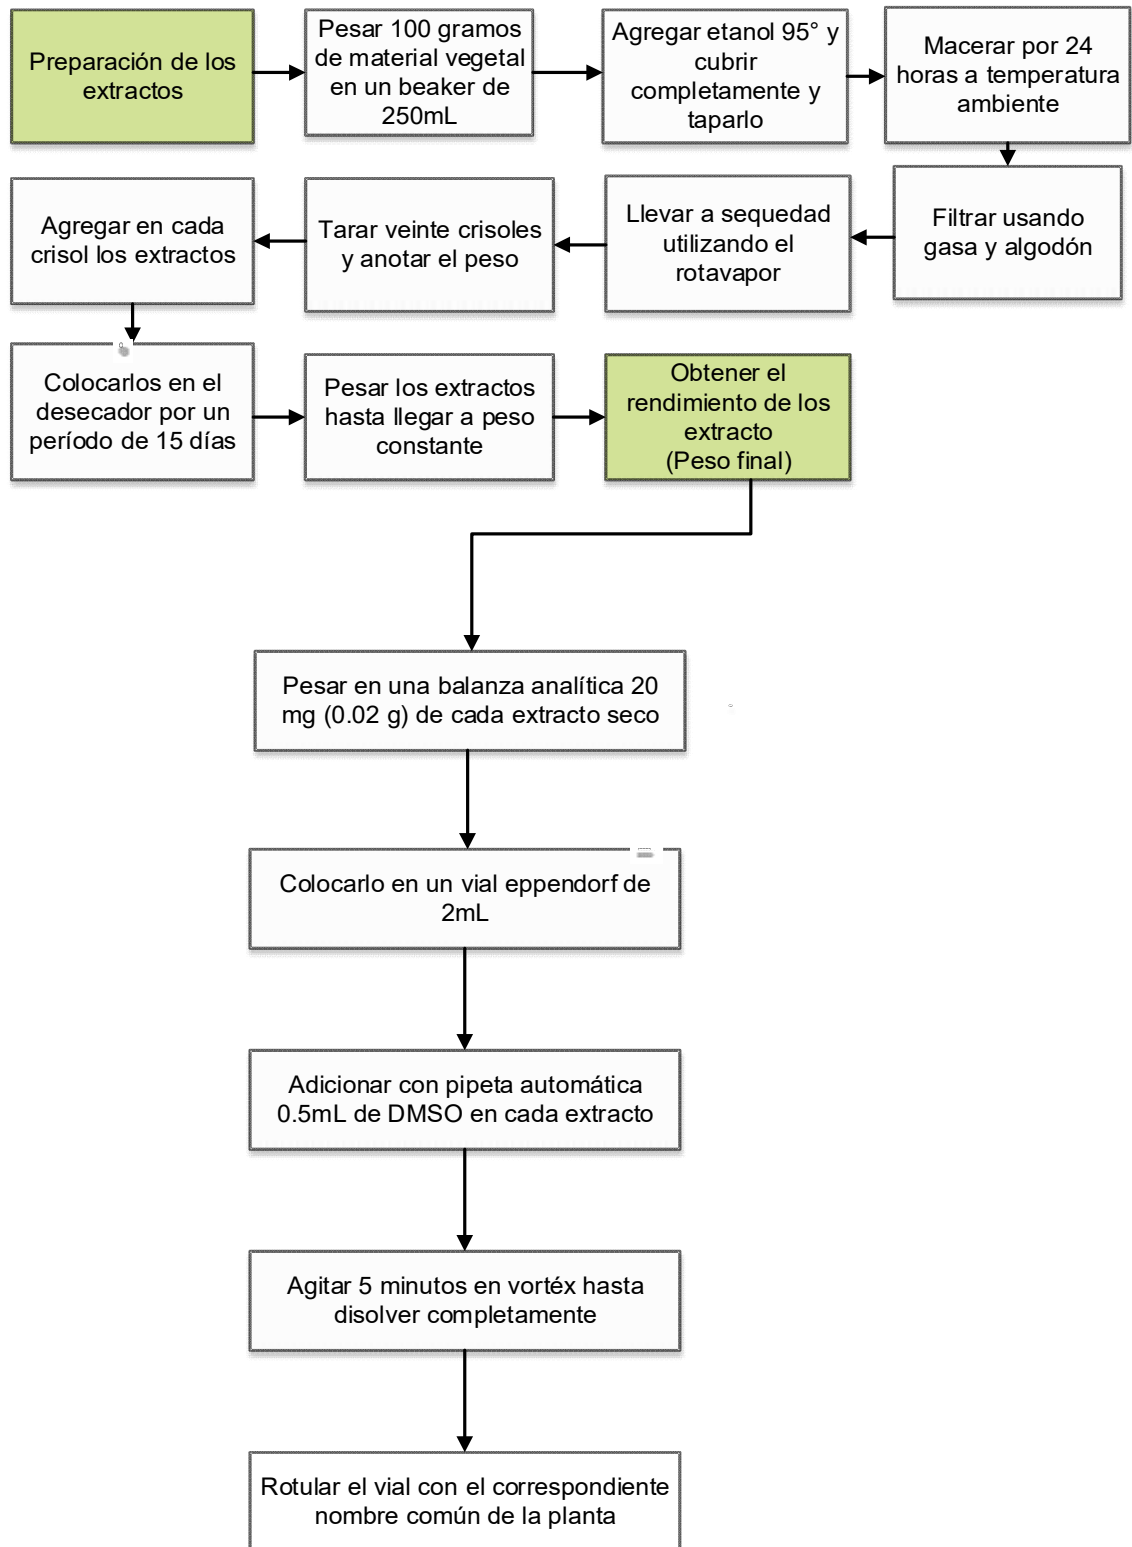 Preparación de los
extractos
Pesar 100 gramos
de material vegetal
en un beaker de
250mL
Agregar etanol 95° y
cubrir
completamente y
taparlo
Macerar por 24
horas a temperatura
ambiente
Filtrar usando
gasa y algodón
Llevar a sequedad
utilizando el
rotavapor
Tarar veinte crisoles
y anotar el peso
Agregar en cada
crisol los extractos
Colocarlos en el
desecador por un
período de 15 días
Pesar los extractos
hasta llegar a peso
constante
Obtener el
rendimiento de los
extracto
(Peso final)
Pesar en una balanza analítica 20
mg (0.02 g) de cada extracto seco
Colocarlo en un vial eppendorf de
2mL
Adicionar con pipeta automática
0.5mL de DMSO en cada extracto
Agitar 5 minutos en vortéx hasta
disolver completamente
Rotular el vial con el correspondiente
nombre común de la planta